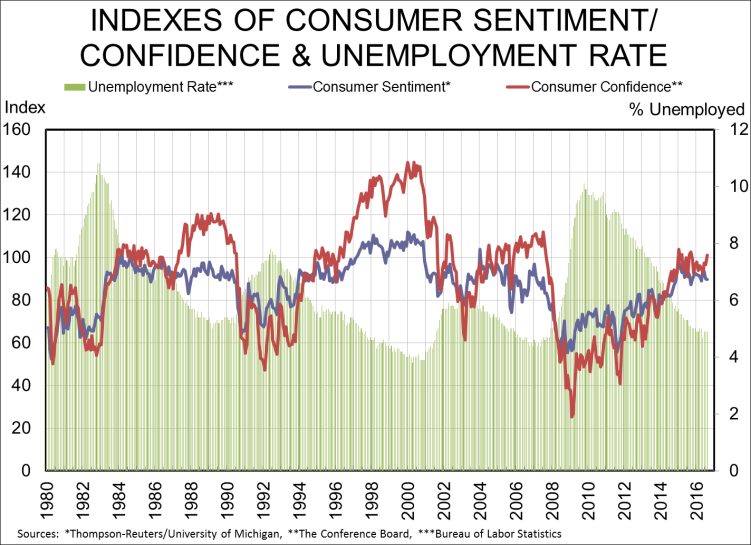 INDEXES OF CONSUMER SENTIMENT/
CONFIDENCE & UNEMPLOYMENT RATE
Unemployment Rate*** Consumer Sentiment* Consumer Confidence**
Index % Unemployed
160 12
140
10
120
100 8
80 6
60
4
40
2
20
0 0
1980 1982 1984 1986 1988 1990 1992 1994 1996 1998 2000 2002 2004 2006 2008 2010 2012 2014 2016
Sources: *Thompson-Reuters/University of Michigan, **The Conference Board, ***Bureau of Labor Statistics